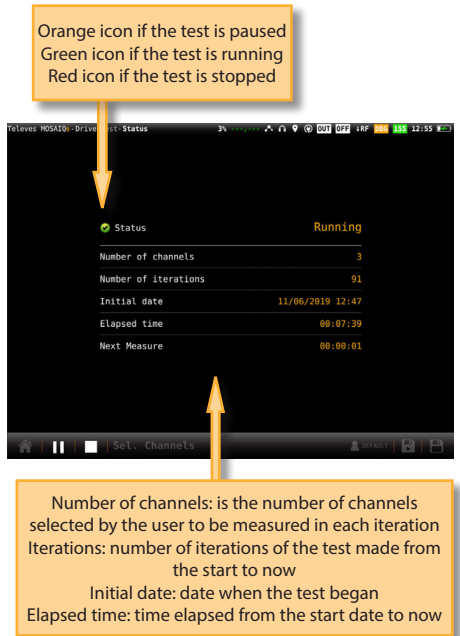 Orange icon if the test is paused
Green icon if the test is running
Red icon if the test is stopped
Televes MOSAIQ6·Drive Test·Status 3% OUT OFF ↓RF DBG 155 12:55
Status Running
Number of channels 3
Number of iterations 91
Initial date 11/06/2019 12:47
Elapsed time 00:07:39
Next Measure 00:00:01
Sel. Channels DEFAULT
Number of channels: is the number of channels
selected by the user to be measured in each iteration
Iterations: number of iterations of the test made from
the start to now
Initial date: date when the test began
Elapsed time: time elapsed from the start date to now